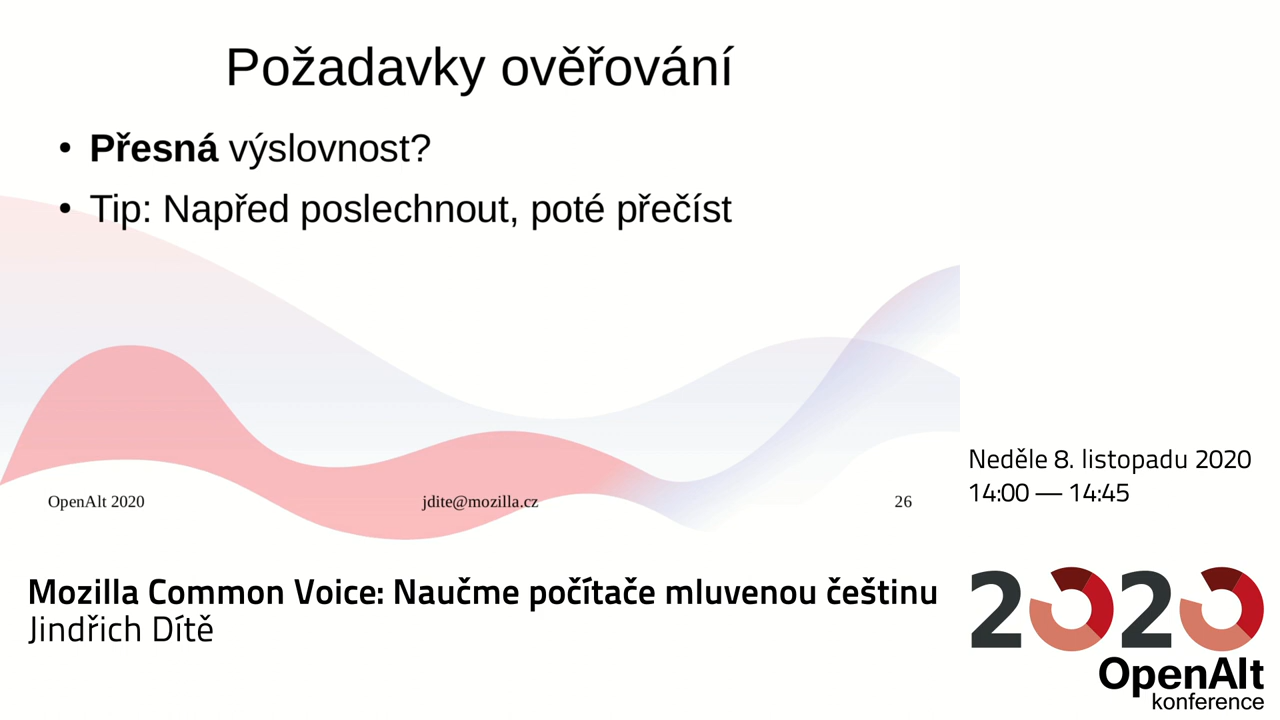 Požadavky ověřování
• Přesná výslovnost?
• Tip: Napřed poslechnout, poté přečíst
OpenAlt 2020
jdite@mozilla.cz
26
Neděle 8. listopadu 2020
14:00 — 14:45
Mozilla Common Voice: Naučme počítače mluvenou češtinu
Jindřich Dítě
2020
OpenAlt
konference